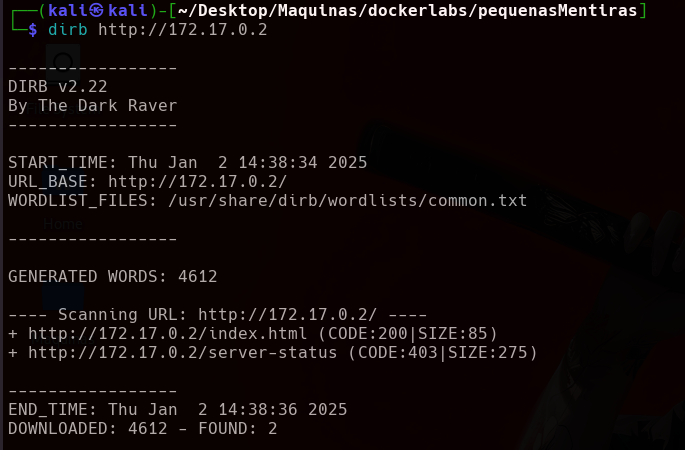 ┌──(kali㉿kali)-[~/Desktop/Maquinas/dockerlabs/pequenasMentiras]
└─$ dirb http://172.17.0.2
-----------------
DIRB v2.22
By The Dark Raver
-----------------
START_TIME: Thu Jan  2 14:38:34 2025
URL_BASE: http://172.17.0.2/
WORDLIST_FILES: /usr/share/dirb/wordlists/common.txt
Home
-----------------
GENERATED WORDS: 4612
---- Scanning URL: http://172.17.0.2/ ----
+ http://172.17.0.2/index.html (CODE:200|SIZE:85)
+ http://172.17.0.2/server-status (CODE:403|SIZE:275)
-----------------
END_TIME: Thu Jan  2 14:38:36 2025
DOWNLOADED: 4612 - FOUND: 2